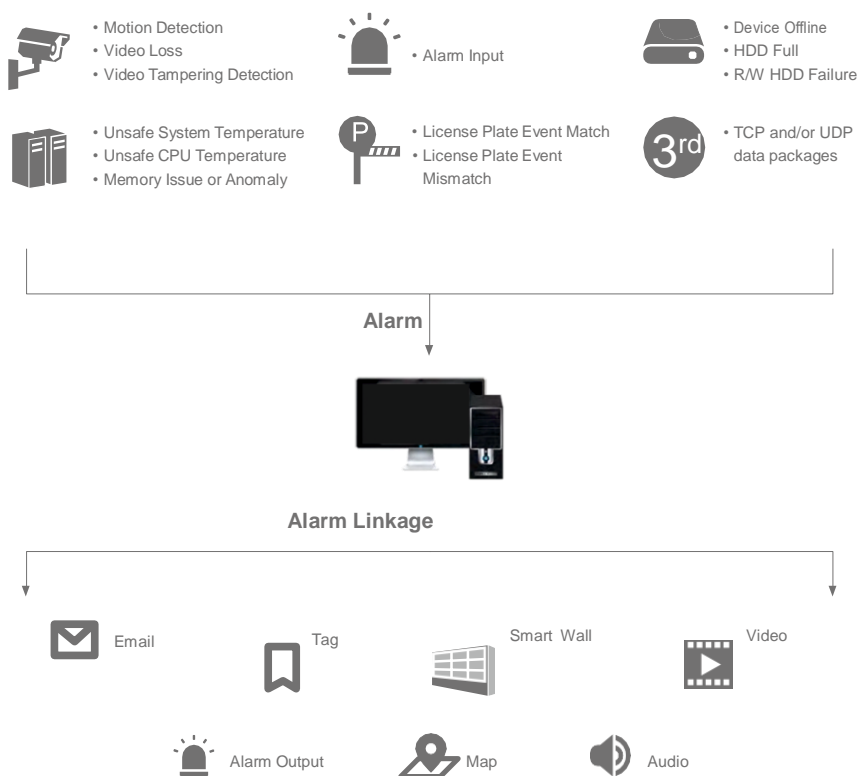 • Motion Detection
• Video Loss
• Video Tampering Detection
• Alarm Input
• Device Offline
• HDD Full
• R/W HDD Failure
• Unsafe System Temperature
• Unsafe CPU Temperature
• Memory Issue or Anomaly
P
• License Plate Event Match
• License Plate Event
Mismatch
3rd
• TCP and/or UDP
data packages
Alarm
Alarm Linkage
Email
Tag
Smart Wall
Video
Alarm Output
Map
Audio